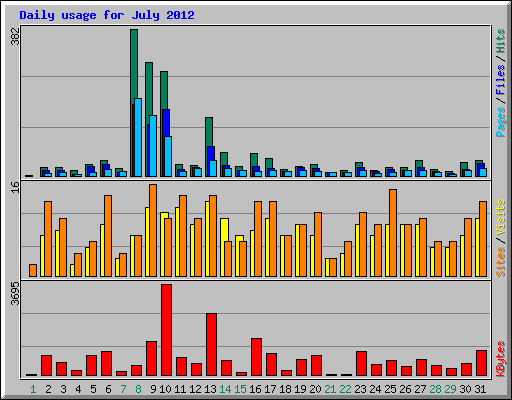 Daily usage for July 2012
382
Pages / Files / Hits
16
Sites / Visits
3695
KBytes
1 2 3 4 5 6 7 8 9 10 11 12 13 14 15 16 17 18 19 20 21 22 23 24 25 26 27 28 29 30 31